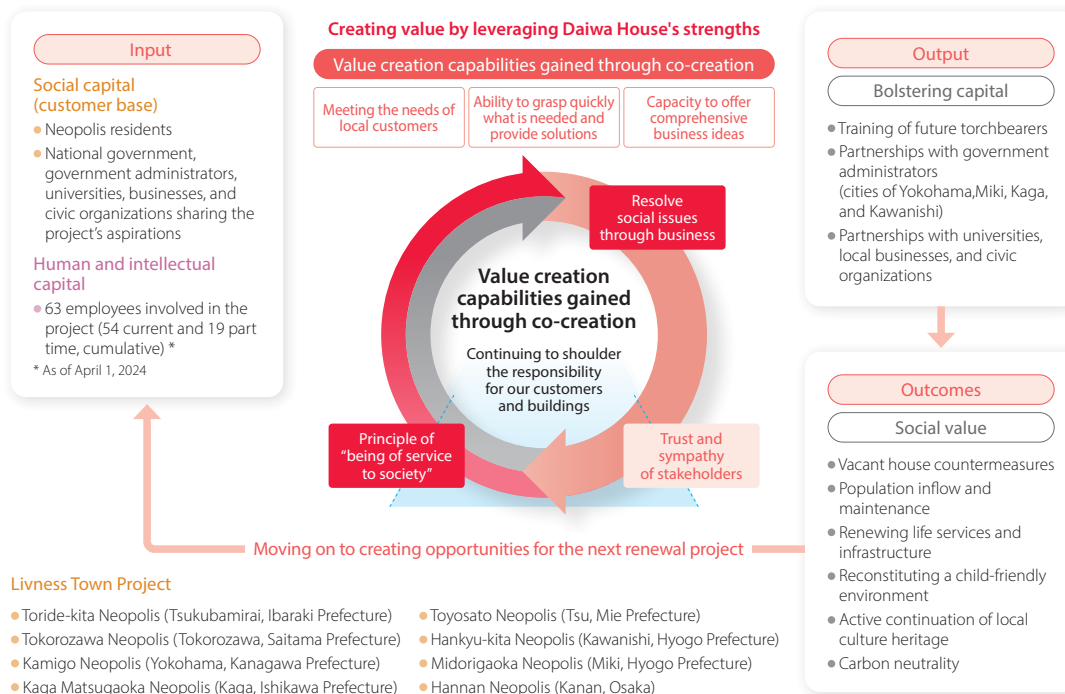 Input
Social capital
(customer base)
• Neopolis residents
• National government,
government administrators,
universities, businesses, and
civic organizations sharing the
project's aspirations
Human and intellectual
capital
• 63 employees involved in the
project (54 current and 19 part
time, cumulative) *
* As of April 1, 2024
Creating value by leveraging Daiwa House's strengths
Value creation capabilities gained through co-creation
Meeting the needs of
local customers
Ability to grasp quickly
what is needed and
provide solutions
Capacity to offer
comprehensive
business ideas
Resolve
social issues
through business
Value creation
capabilities gained
through co-creation
Continuing to shoulder
the responsibility
for our customers
and buildings
Principle of
“being of service
to society”
Trust and
sympathy
of stakeholders
Output
Bolstering capital
• Training of future torchbearers
• Partnerships with government
administrators
(cities of Yokohama,Miki, Kaga,
and Kawanishi)
• Partnerships with universities,
local businesses, and civic
organizations
Outcomes
Social value
• Vacant house countermeasures
• Population inflow and
maintenance
• Renewing life services and
infrastructure
• Reconstituting a child-friendly
environment
• Active continuation of local
culture heritage
• Carbon neutrality
Moving on to creating opportunities for the next renewal project
Livness Town Project
• Toride-kita Neopolis (Tsukubamirai, Ibaraki Prefecture)
• Tokorozawa Neopolis (Tokorozawa, Saitama Prefecture)
• Kamigo Neopolis (Yokohama, Kanagawa Prefecture)
• Kaga Matsugaoka Neopolis (Kaga, Ishikawa Prefecture)
• Toyosato Neopolis (Tsu, Mie Prefecture)
• Hankyu-kita Neopolis (Kawanishi, Hyogo Prefecture)
• Midorigaoka Neopolis (Miki, Hyogo Prefecture)
• Hannan Neopolis (Kanan, Osaka)